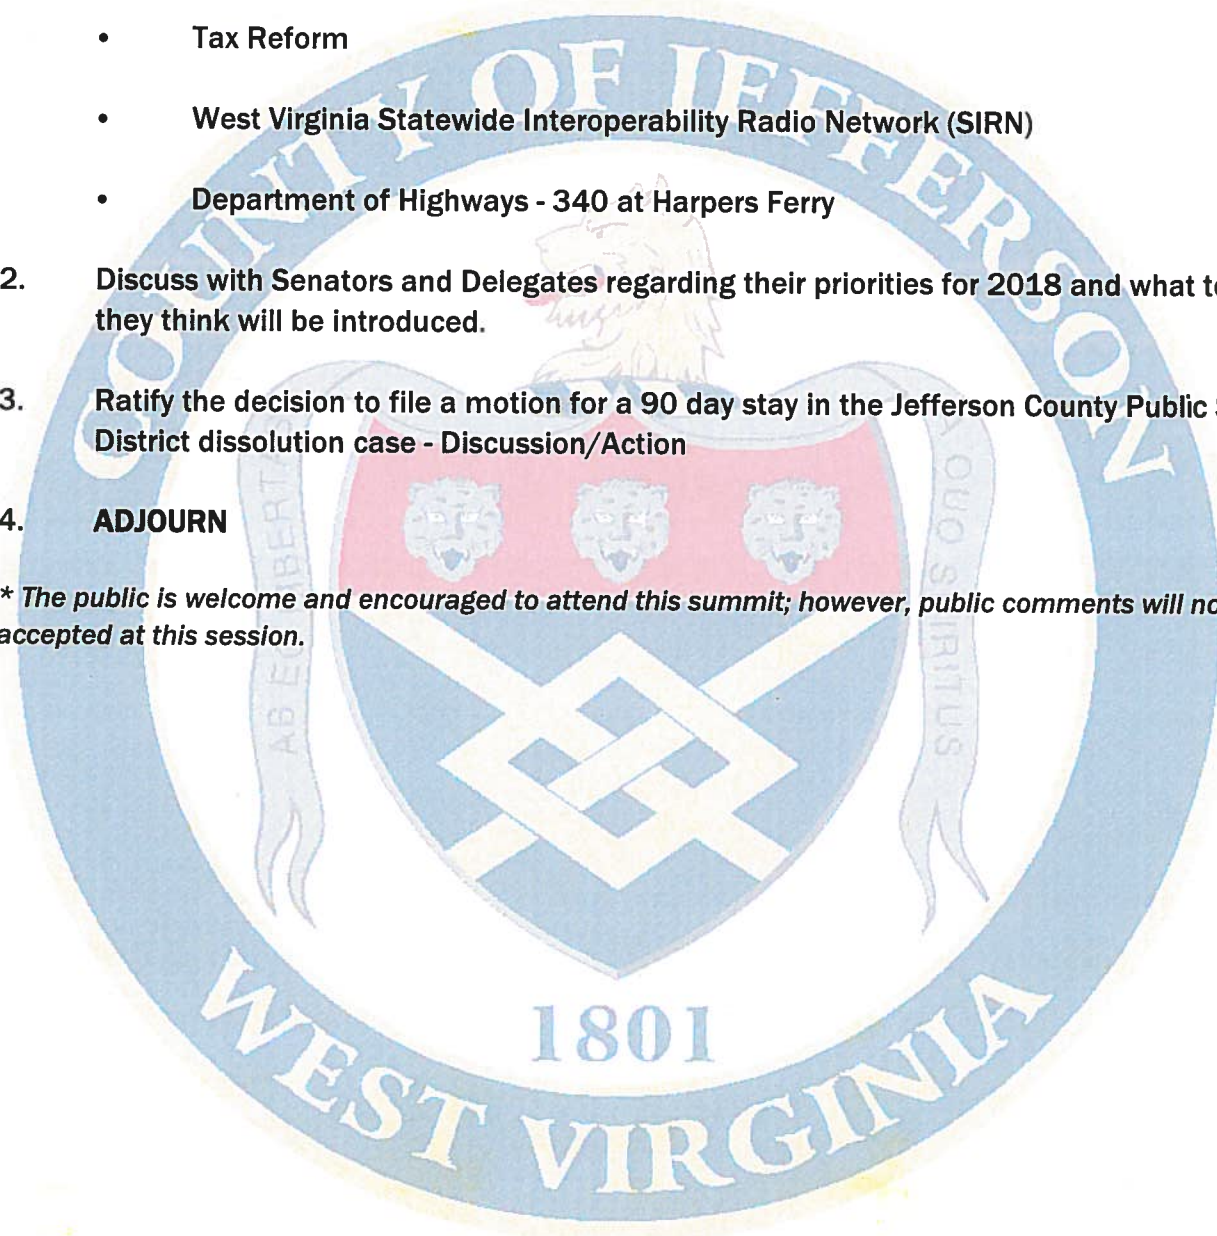 • Tax Reform
• West Virginia Statewide Interoperability Radio Network (SIRN)
• Department of Highways - 340 at Harpers Ferry
2. Discuss with Senators and Delegates regarding their priorities for 2018 and what
they think will be introduced.
3. Ratify the decision to file a motion for a 90 day stay in the Jefferson County Public
District dissolution case - Discussion/Action
4. ADJOURN
* The public is welcome and encouraged to attend this summit; however, public comments will
accepted at this session.
COUNTY OF JEFFERSON
A QUO SPIRITUS
1801
WEST VIRGINIA